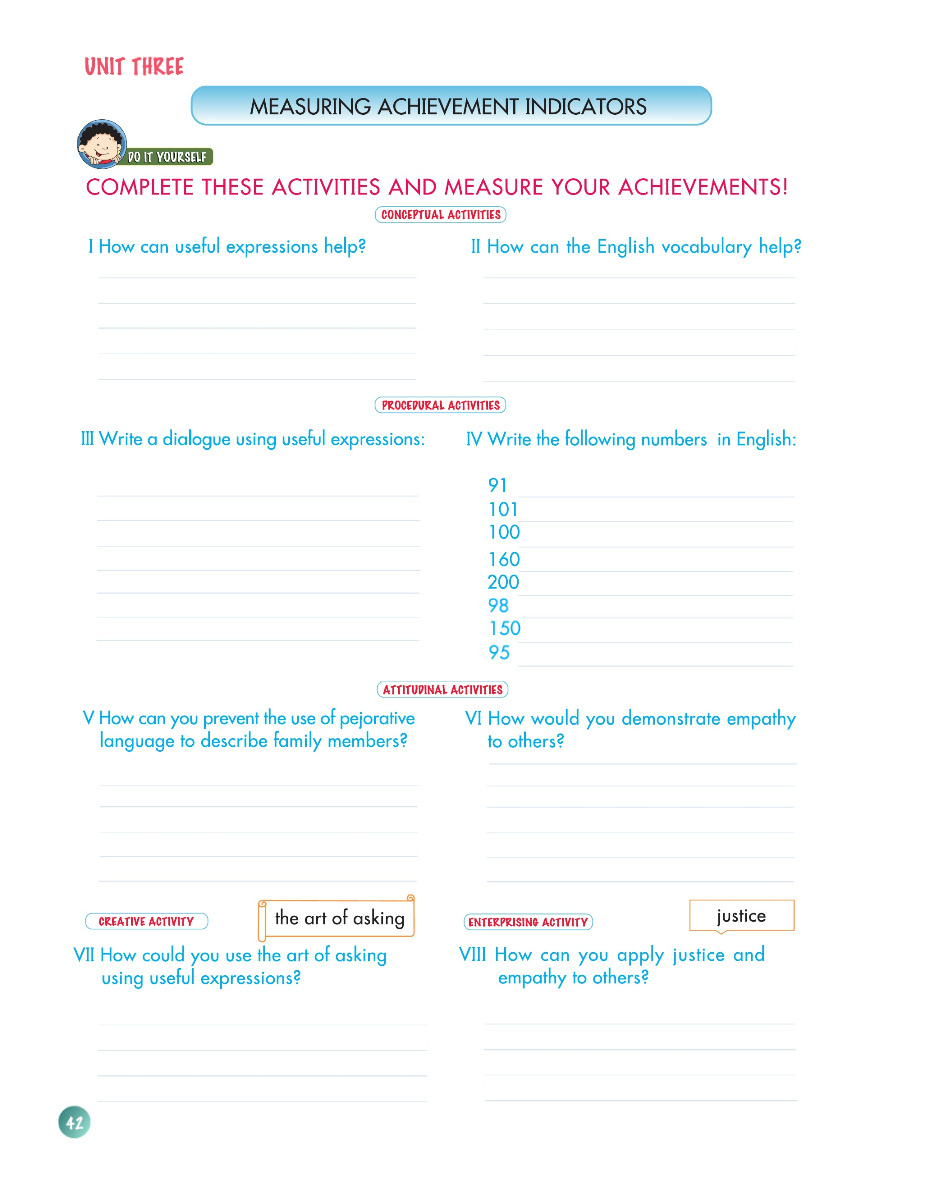 UNIT THREE
MEASURING ACHIEVEMENT INDICATORS
DO IT YOURSELF
COMPLETE THESE ACTIVITIES AND MEASURE YOUR ACHIEVEMENTS!
CONCEPTUAL ACTIVITIES
I How can useful expressions help?
II How can the English vocabulary help?
PROCEDURAL ACTIVITIES
III Write a dialogue using useful expressions:
IV Write the following numbers in English:
91
101
100
160
200
98
150
95
ATTITUDINAL ACTIVITIES
V How can you prevent the use of pejorative
language to describe family members?
VI How would you demonstrate empathy
to others?
CREATIVE ACTIVITY
the art of asking
VII How could you use the art of asking
using useful expressions?
ENTERPRISING ACTIVITY
justice
VIII How can you apply justice and
empathy to others?
42